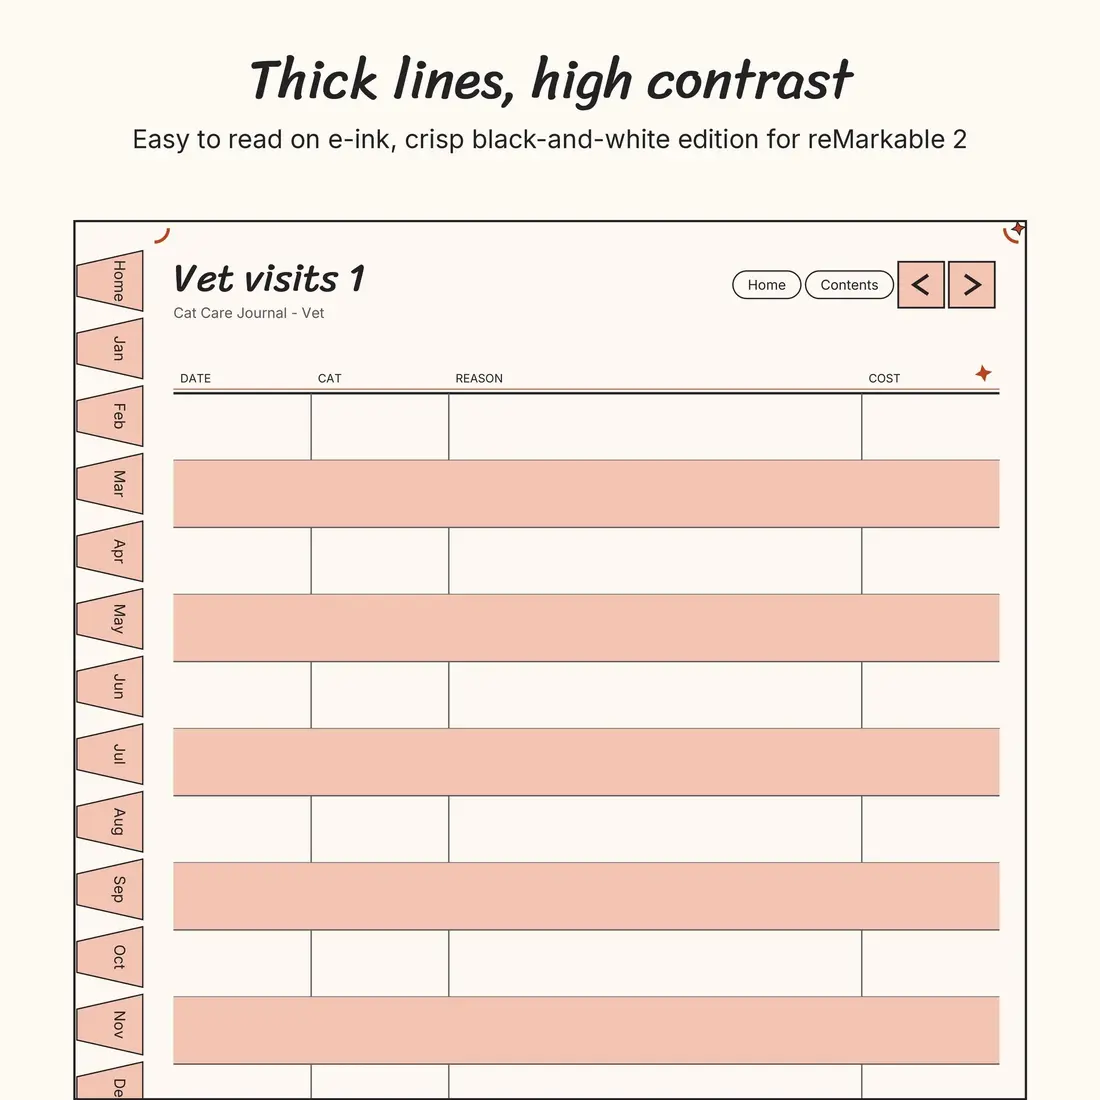 Thick lines, high contrast
Easy to read on e-ink, crisp black-and-white edition for reMarkable 2
Vet visits 1
Cat Care Journal - Vet
Home
Contents
<
>
DATE
CAT
REASON
COST
Home
Jan
Feb
Mar
Apr
May
Jun
Jul
Aug
Sep
Oct
Nov
De